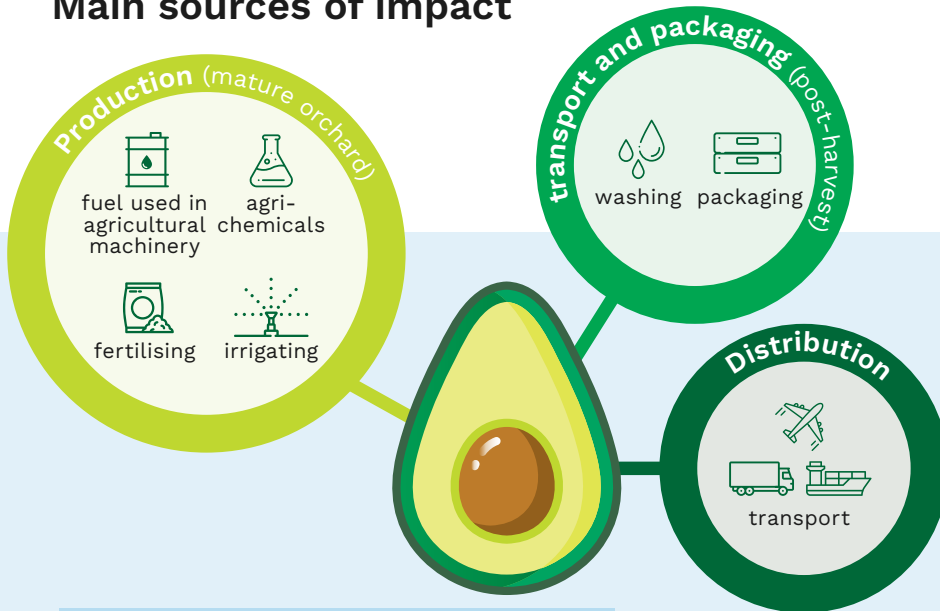 Main sources of impact
Production (mature orchard)
fuel used in
agricultural
machinery
agri-
chemicals
fertilising
irrigating
transport and packaging (post-harvest)
washing
packaging
Distribution
transport